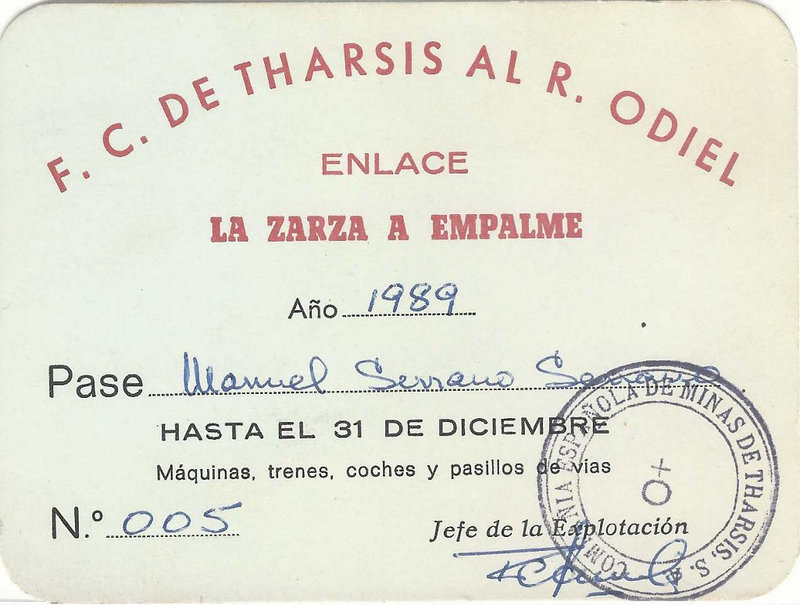 F. C. DE THARSIS AL R. ODIEL
ENLACE
LA ZARZA A EMPALME
Año 1989
Pase Manuel Serrano Serrano
HASTA EL 31 DE DICIEMBRE
Máquinas, trenes, coches y pasillos de vías
N.º 005
Jefe de la Explotación
COMPAÑIA ESPAÑOLA DE MINAS DE THARSIS, S.